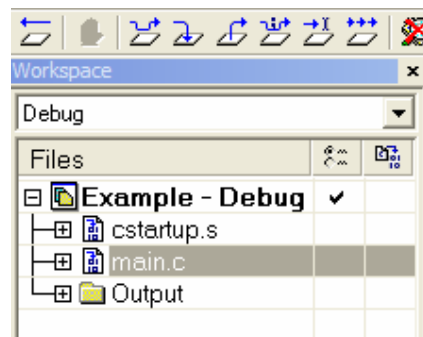 Workspace
Debug
Files
Example - Debug
cstartup.s
main.c
Output